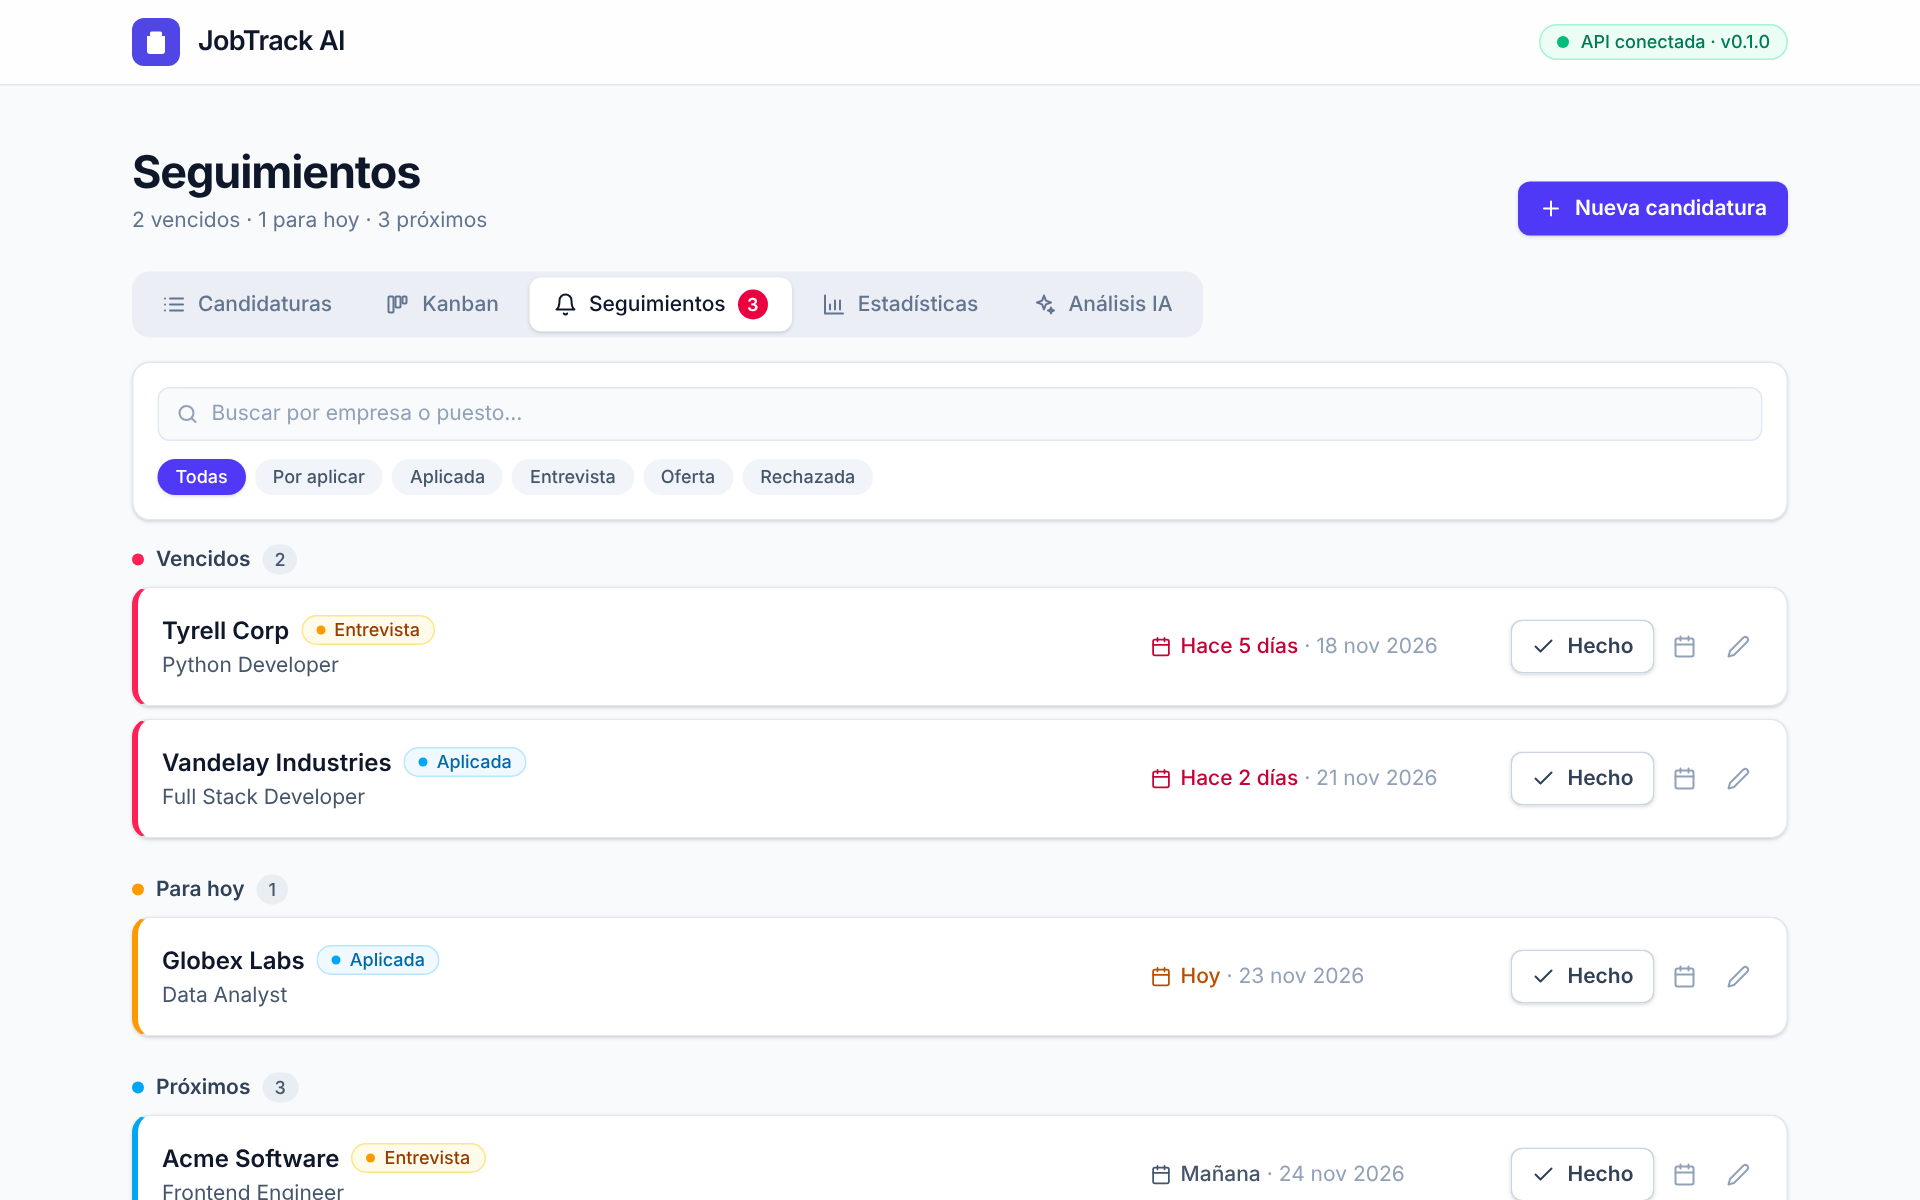 JobTrack AI
API conectada · v0.1.0
Seguimientos
2 vencidos · 1 para hoy · 3 próximos
+ Nueva candidatura
Candidaturas
Kanban
Seguimientos 3
Estadísticas
Análisis IA
Buscar por empresa o puesto...
Todas
Por aplicar
Aplicada
Entrevista
Oferta
Rechazada
Vencidos 2
Tyrell Corp Entrevista
Python Developer
Hace 5 días · 18 nov 2026
Hecho
Vandelay Industries Aplicada
Full Stack Developer
Hace 2 días · 21 nov 2026
Hecho
Para hoy 1
Globex Labs Aplicada
Data Analyst
Hoy · 23 nov 2026
Hecho
Próximos 3
Acme Software Entrevista
Frontend Engineer
Mañana · 24 nov 2026
Hecho